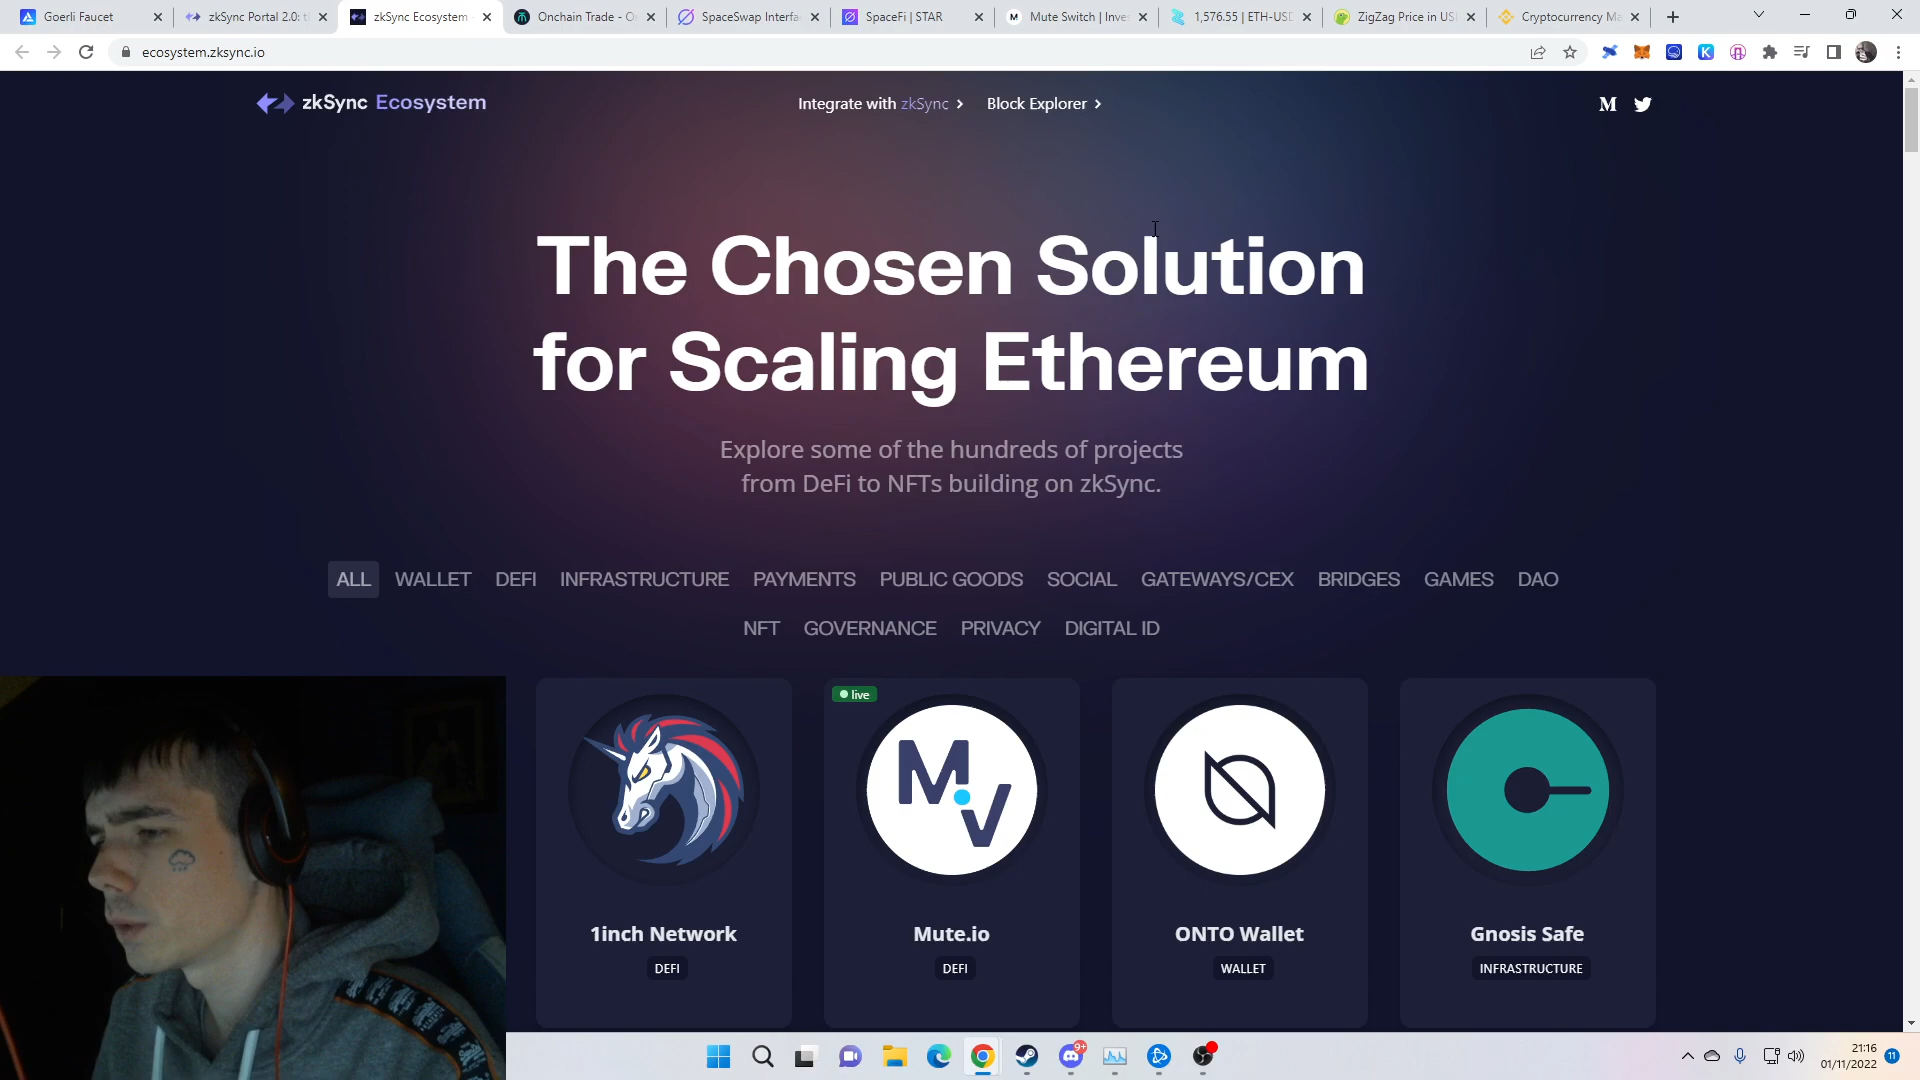 Goerli Faucet
zkSync Portal 2.0: t
zkSync Ecosystem
Onchain Trade - O
SpaceSwap Interfa
SpaceFi | STAR
Mute Switch | Inve
1,576.55 | ETH-USD
ZigZag Price in US
Cryptocurrency Ma
ecosystem.zksync.io
zkSync Ecosystem
Integrate with zkSync
Block Explorer
M
The Chosen Solution
for Scaling Ethereum
Explore some of the hundreds of projects
from DeFi to NFTs building on zkSync.
ALL WALLET DEFI INFRASTRUCTURE PAYMENTS PUBLIC GOODS SOCIAL GATEWAYS/CEX BRIDGES GAMES DAO
NFT GOVERNANCE PRIVACY DIGITAL ID
live
M.V
1inch Network
Mute.io
ONTO Wallet
Gnosis Safe
DEFI
DEFI
WALLET
INFRASTRUCTURE
9+
21:16
01/11/2022
11